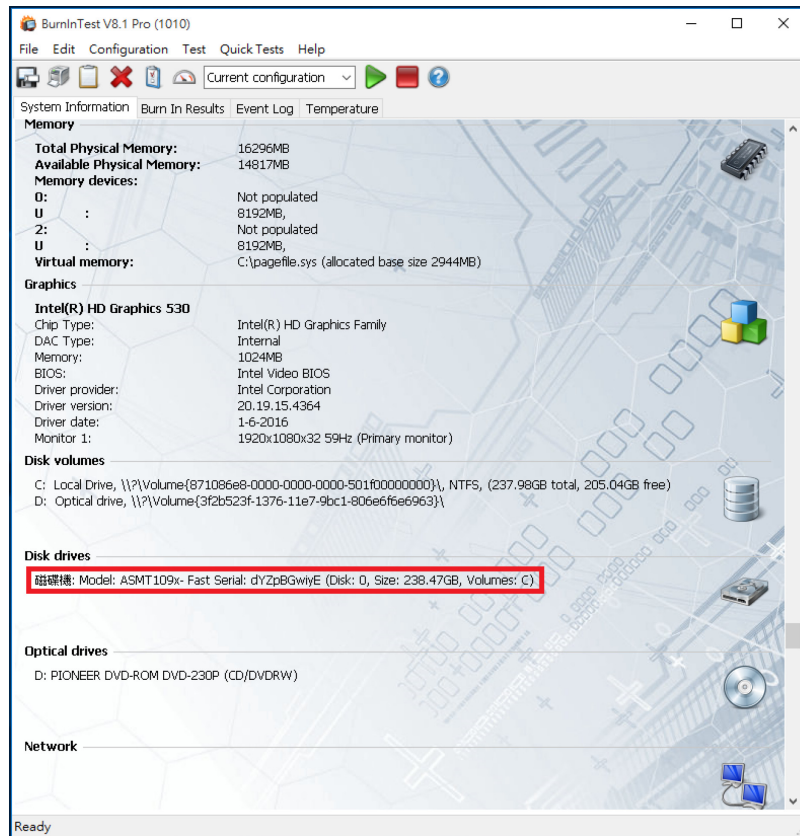 BurnInTest V8.1 Pro (1010)
File Edit Configuration Test Quick Tests Help
Current configuration
System Information Burn In Results Event Log Temperature
Memory
Total Physical Memory: 16296MB
Available Physical Memory: 14817MB
Memory devices:
0: Not populated
U : 8192MB,
2: Not populated
U : 8192MB,
Virtual memory: C:\pagefile.sys (allocated base size 2944MB)
Graphics
Intel(R) HD Graphics 530
Chip Type: Intel(R) HD Graphics Family
DAC Type: Internal
Memory: 1024MB
BIOS: Intel Video BIOS
Driver provider: Intel Corporation
Driver version: 20.19.15.4364
Driver date: 1-6-2016
Monitor 1: 1920x1080x32 59Hz (Primary monitor)
Disk volumes
C: Local Drive, \\?\Volume{871086e8-0000-0000-0000-501f00000000}\, NTFS, (237.98GB total, 205.04GB free)
D: Optical drive, \\?\Volume{3f2b523f-1376-11e7-9bc1-806e6f6e6963}\
Disk drives
磁碟機: Model: ASMT109x- Fast Serial: dYZpBGwiyE (Disk: 0, Size: 238.47GB, Volumes: C)
Optical drives
D: PIONEER DVD-ROM DVD-230P (CD/DVDRW)
Network
Ready